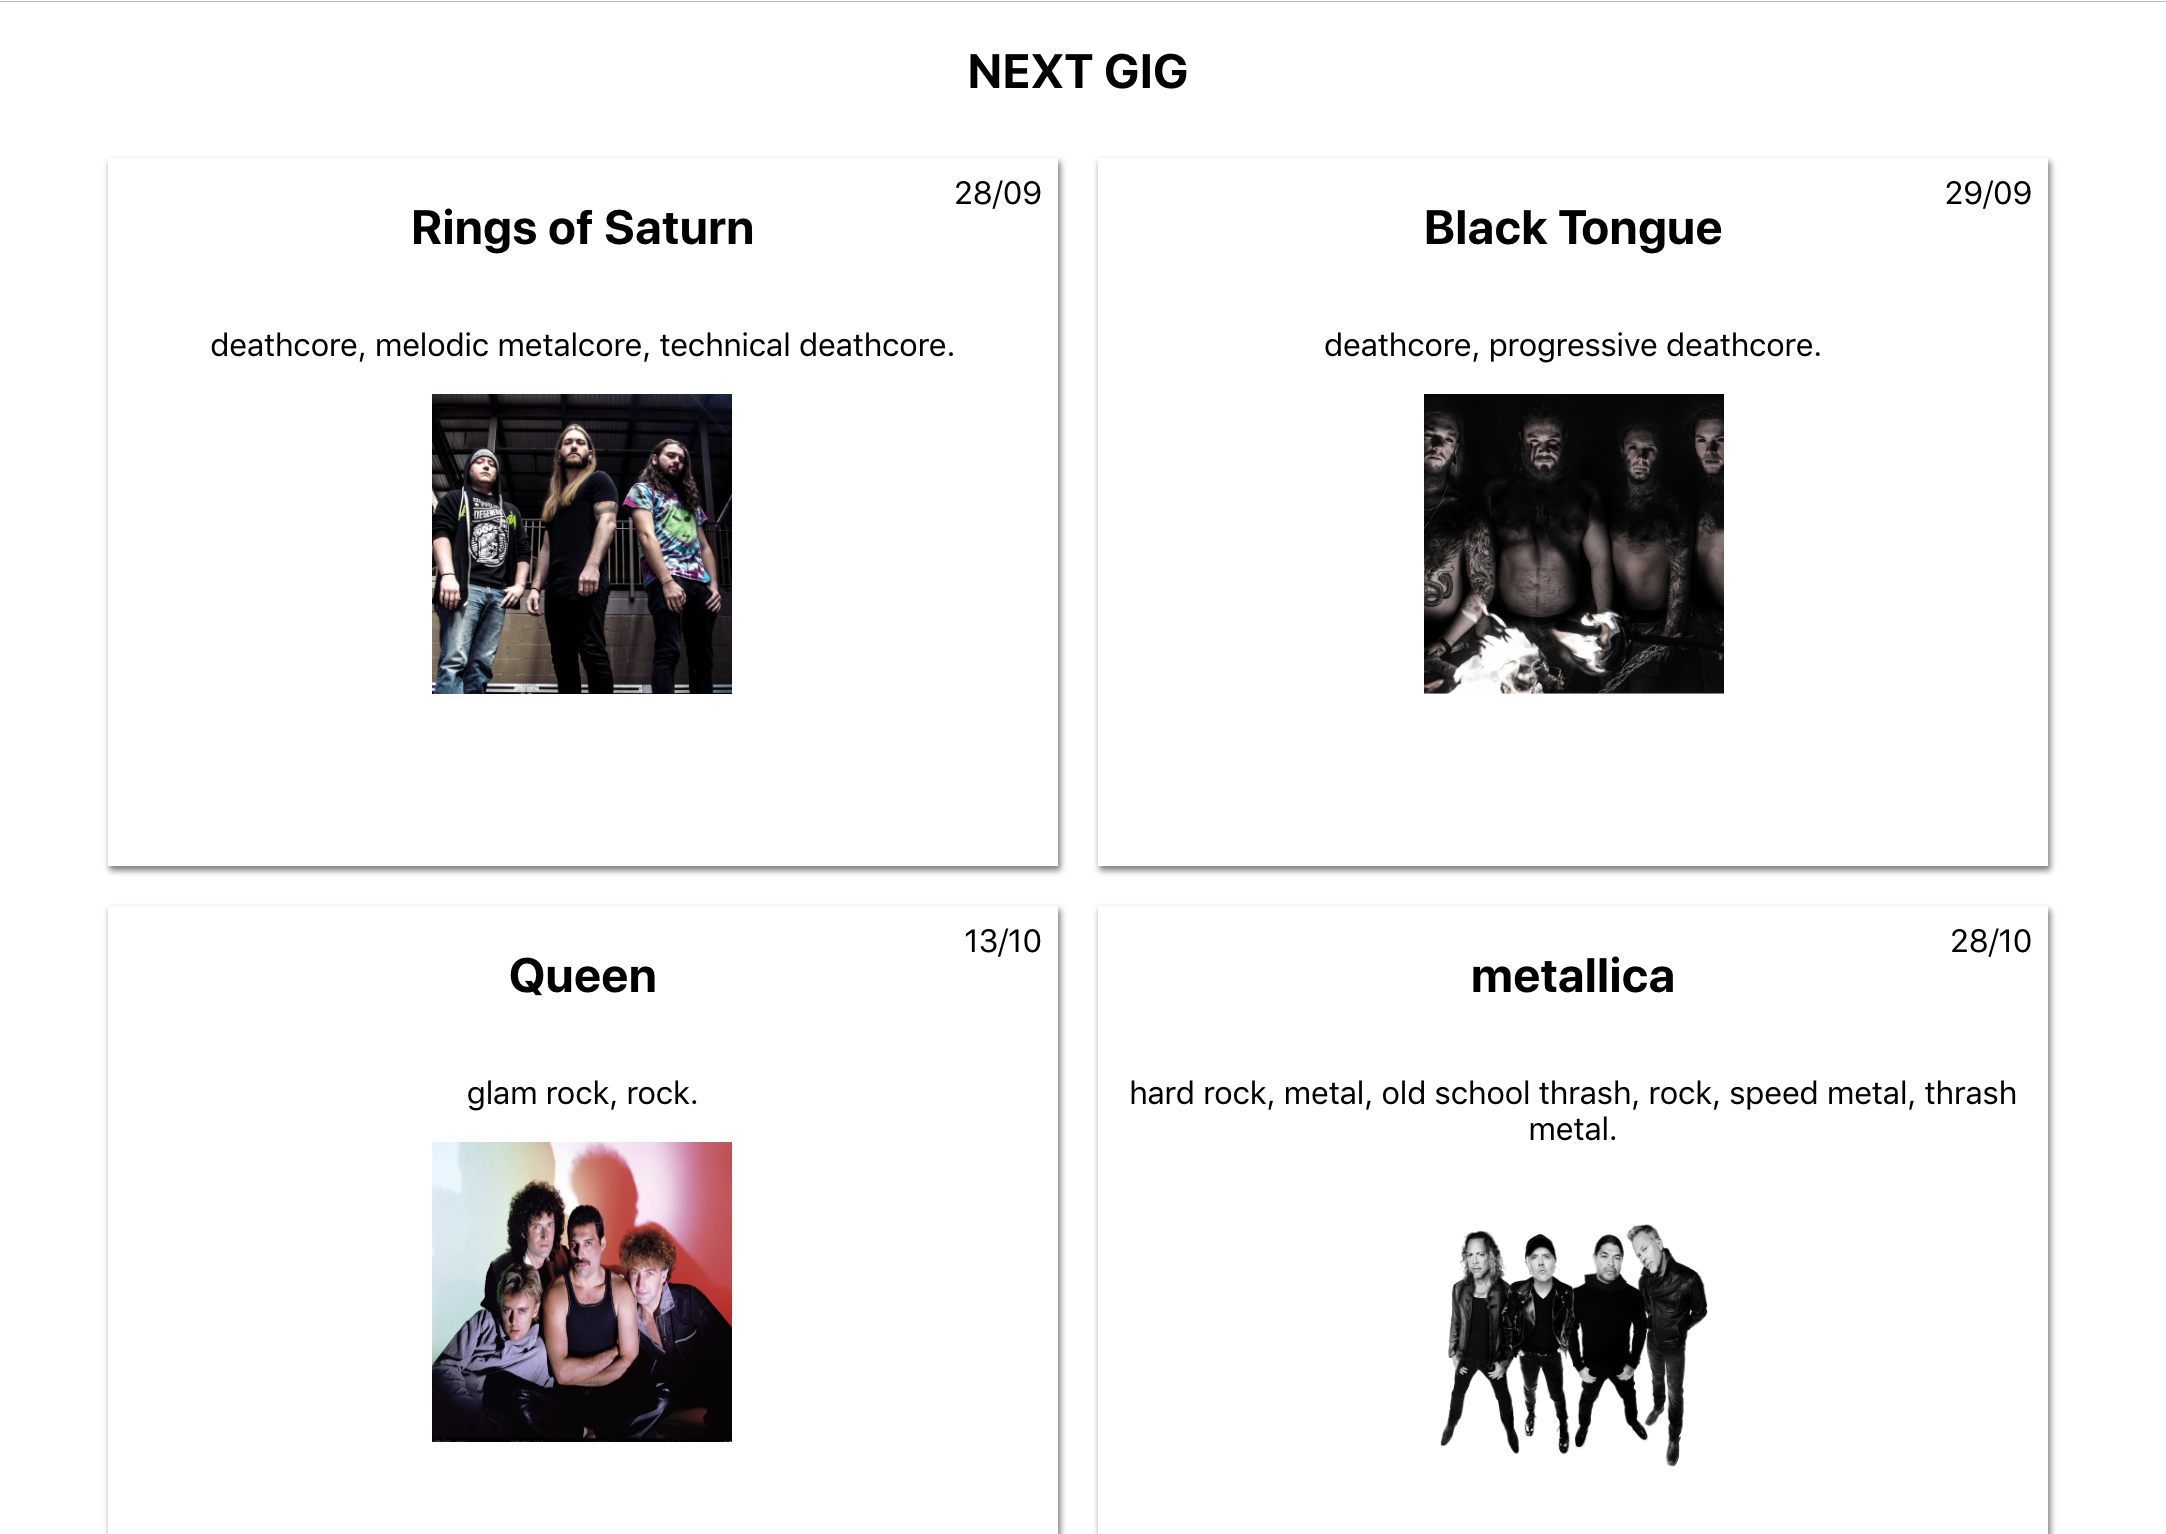 NEXT GIG
28/09
Rings of Saturn
deathcore, melodic metalcore, technical deathcore.
29/09
Black Tongue
deathcore, progressive deathcore.
13/10
Queen
glam rock, rock.
28/10
metallica
hard rock, metal, old school thrash, rock, speed metal, thrash
metal.